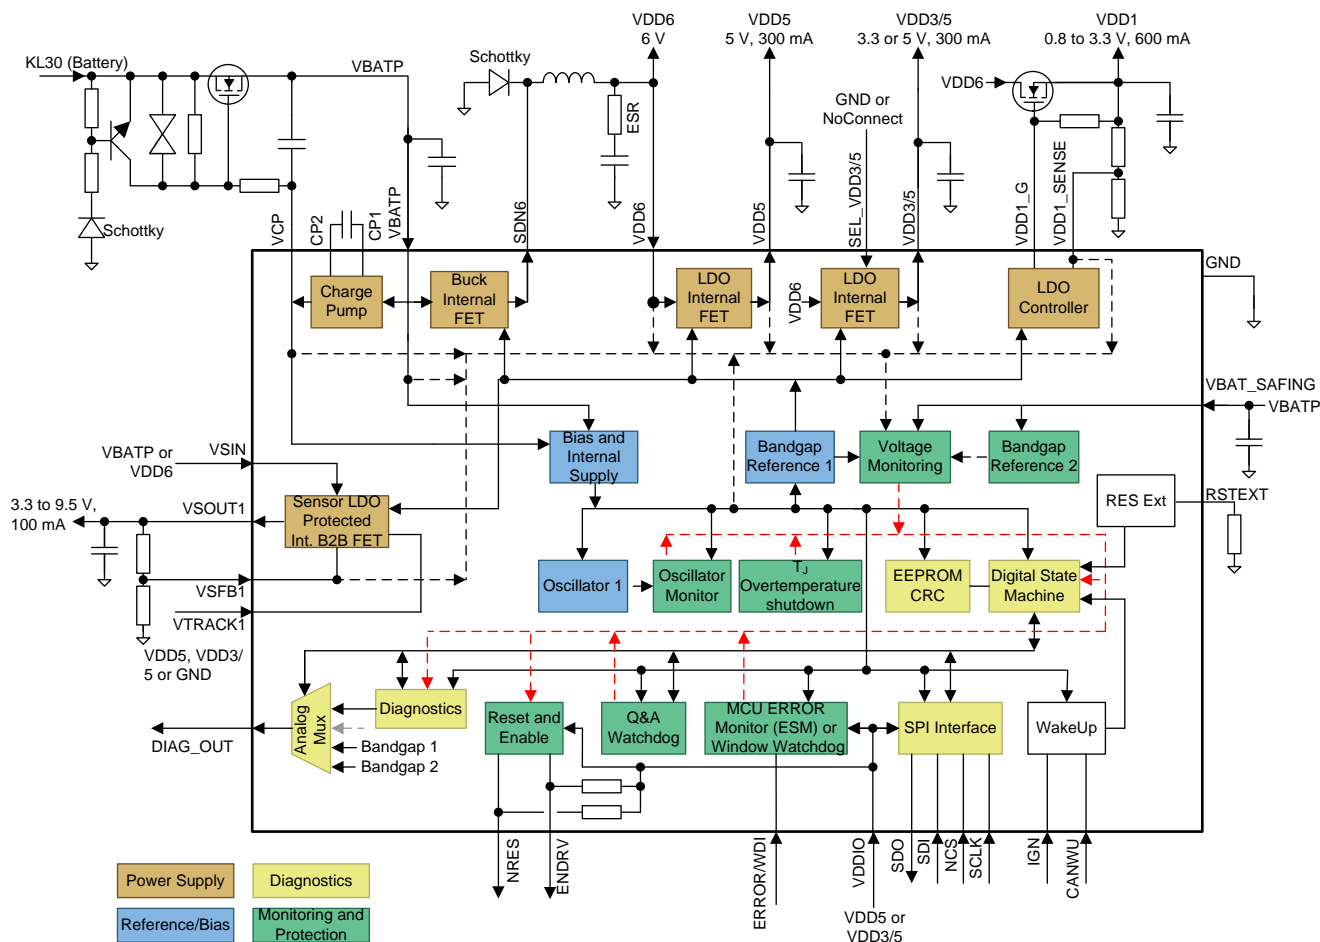 VDD6
6 V
VDD5
5 V, 300 mA
VDD3/5
3.3 or 5 V, 300 mA
VDD1
0.8 to 3.3 V, 600 mA
KL30 (Battery)
VBATP
Schottky
ESR
GND or
NoConnect
VDD6
Schottky
VCP
CP2
CP1
VBATP
SDN6
VDD6
VDD5
SEL_VDD3/5
VDD3/5
VDD1_G
VDD1_SENSE
GND
Charge
Pump
Buck
Internal
FET
LDO
Internal
FET
VDD6
LDO
Internal
FET
LDO
Controller
VBAT_SAFING
VBATP
VSIN
VBATP or
VDD6
Bias and
Internal
Supply
Bandgap
Reference 1
Voltage
Monitoring
Bandgap
Reference 2
RES Ext
RSTEXT
3.3 to 9.5 V,
100 mA
VSOUT1
Sensor LDO
Protected
Int. B2B FET
VSFB1
VTRACK1
VDD5, VDD3/
5 or GND
Oscillator 1
Oscillator
Monitor
TJ
Overtemperature
shutdown
EEPROM
CRC
Digital State
Machine
DIAG_OUT
Analog
Mux
Diagnostics
Bandgap 1
Bandgap 2
Reset and
Enable
Q&A
Watchdog
MCU ERROR
Monitor (ESM) or
Window Watchdog
SPI Interface
WakeUp
NRES
ENDRV
ERROR/WDI
VDDIO
SDO
SDI
NCS
SCLK
IGN
CANWU
VDD5 or
VDD3/5
Power Supply
Diagnostics
Reference/Bias
Monitoring and
Protection